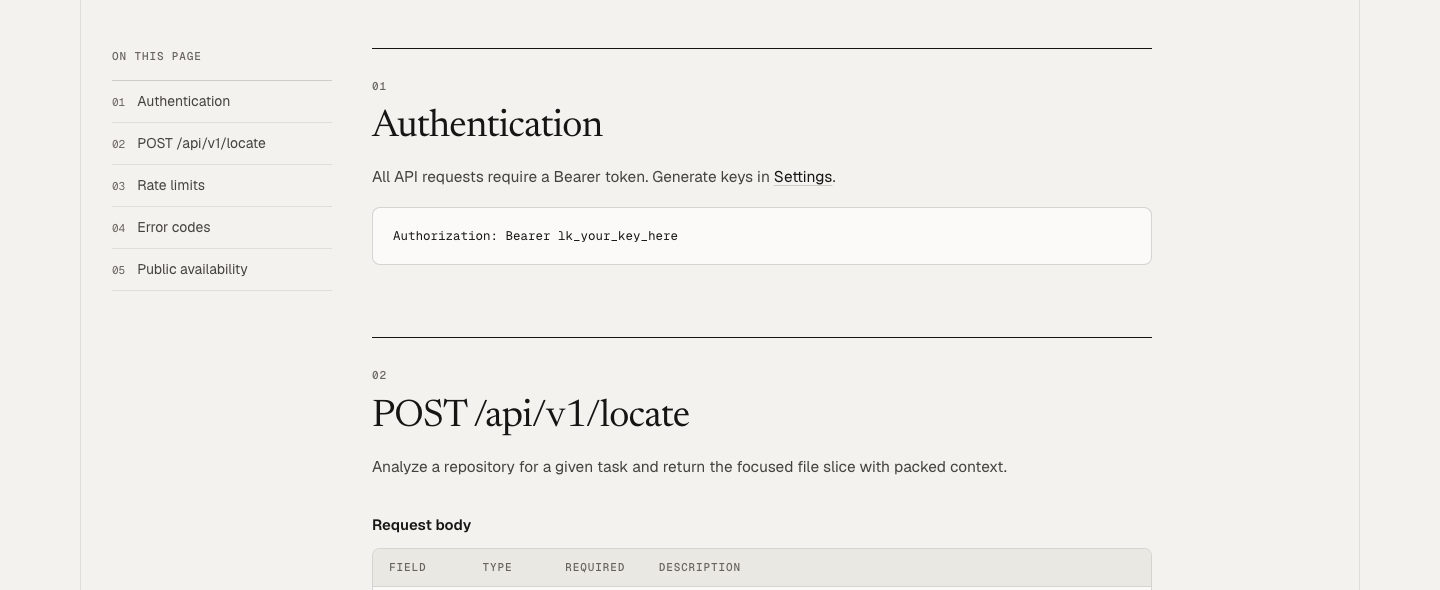 ON THIS PAGE
01 Authentication
02 POST /api/v1/locate
03 Rate limits
04 Error codes
05 Public availability
01
Authentication
All API requests require a Bearer token. Generate keys in Settings.
Authorization: Bearer lk_your_key_here
02
POST /api/v1/locate
Analyze a repository for a given task and return the focused file slice with packed context.
Request body
FIELD TYPE REQUIRED DESCRIPTION